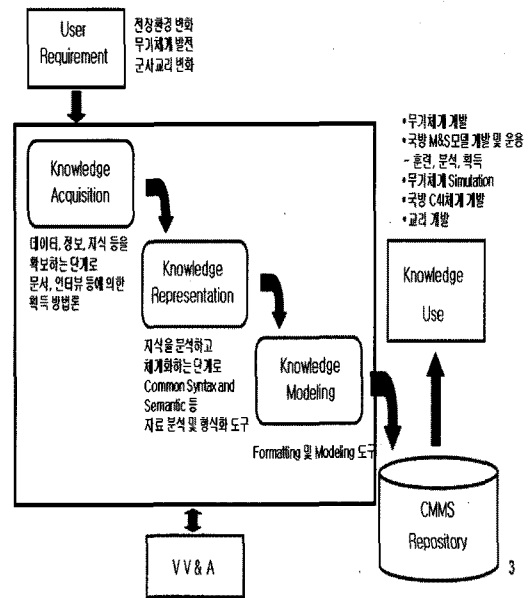 User
Requirement
전장환경 변화
무기체계 발전
군사교리 변화
Knowledge
Acquisition
데이터, 정보, 지식 등을
확보하는 단계로
문서, 인터뷰 등에 의한
획득 방법론
Knowledge
Representation
지식을 분석하고
체계화하는 단계로
Common Syntax and
Semantic 등
자료 분석 및 형식화 도구
Knowledge
Modeling
Formatting 및 Modeling 도구
• 무기체계 개발
• 국방 M&S모델 개발 및 운용
- 훈련, 분석, 획득
• 무기체계 Simulation
• 국방 C4I체계 개발
• 교리 개발
Knowledge
Use
CMMS
Repository
VV&A
3